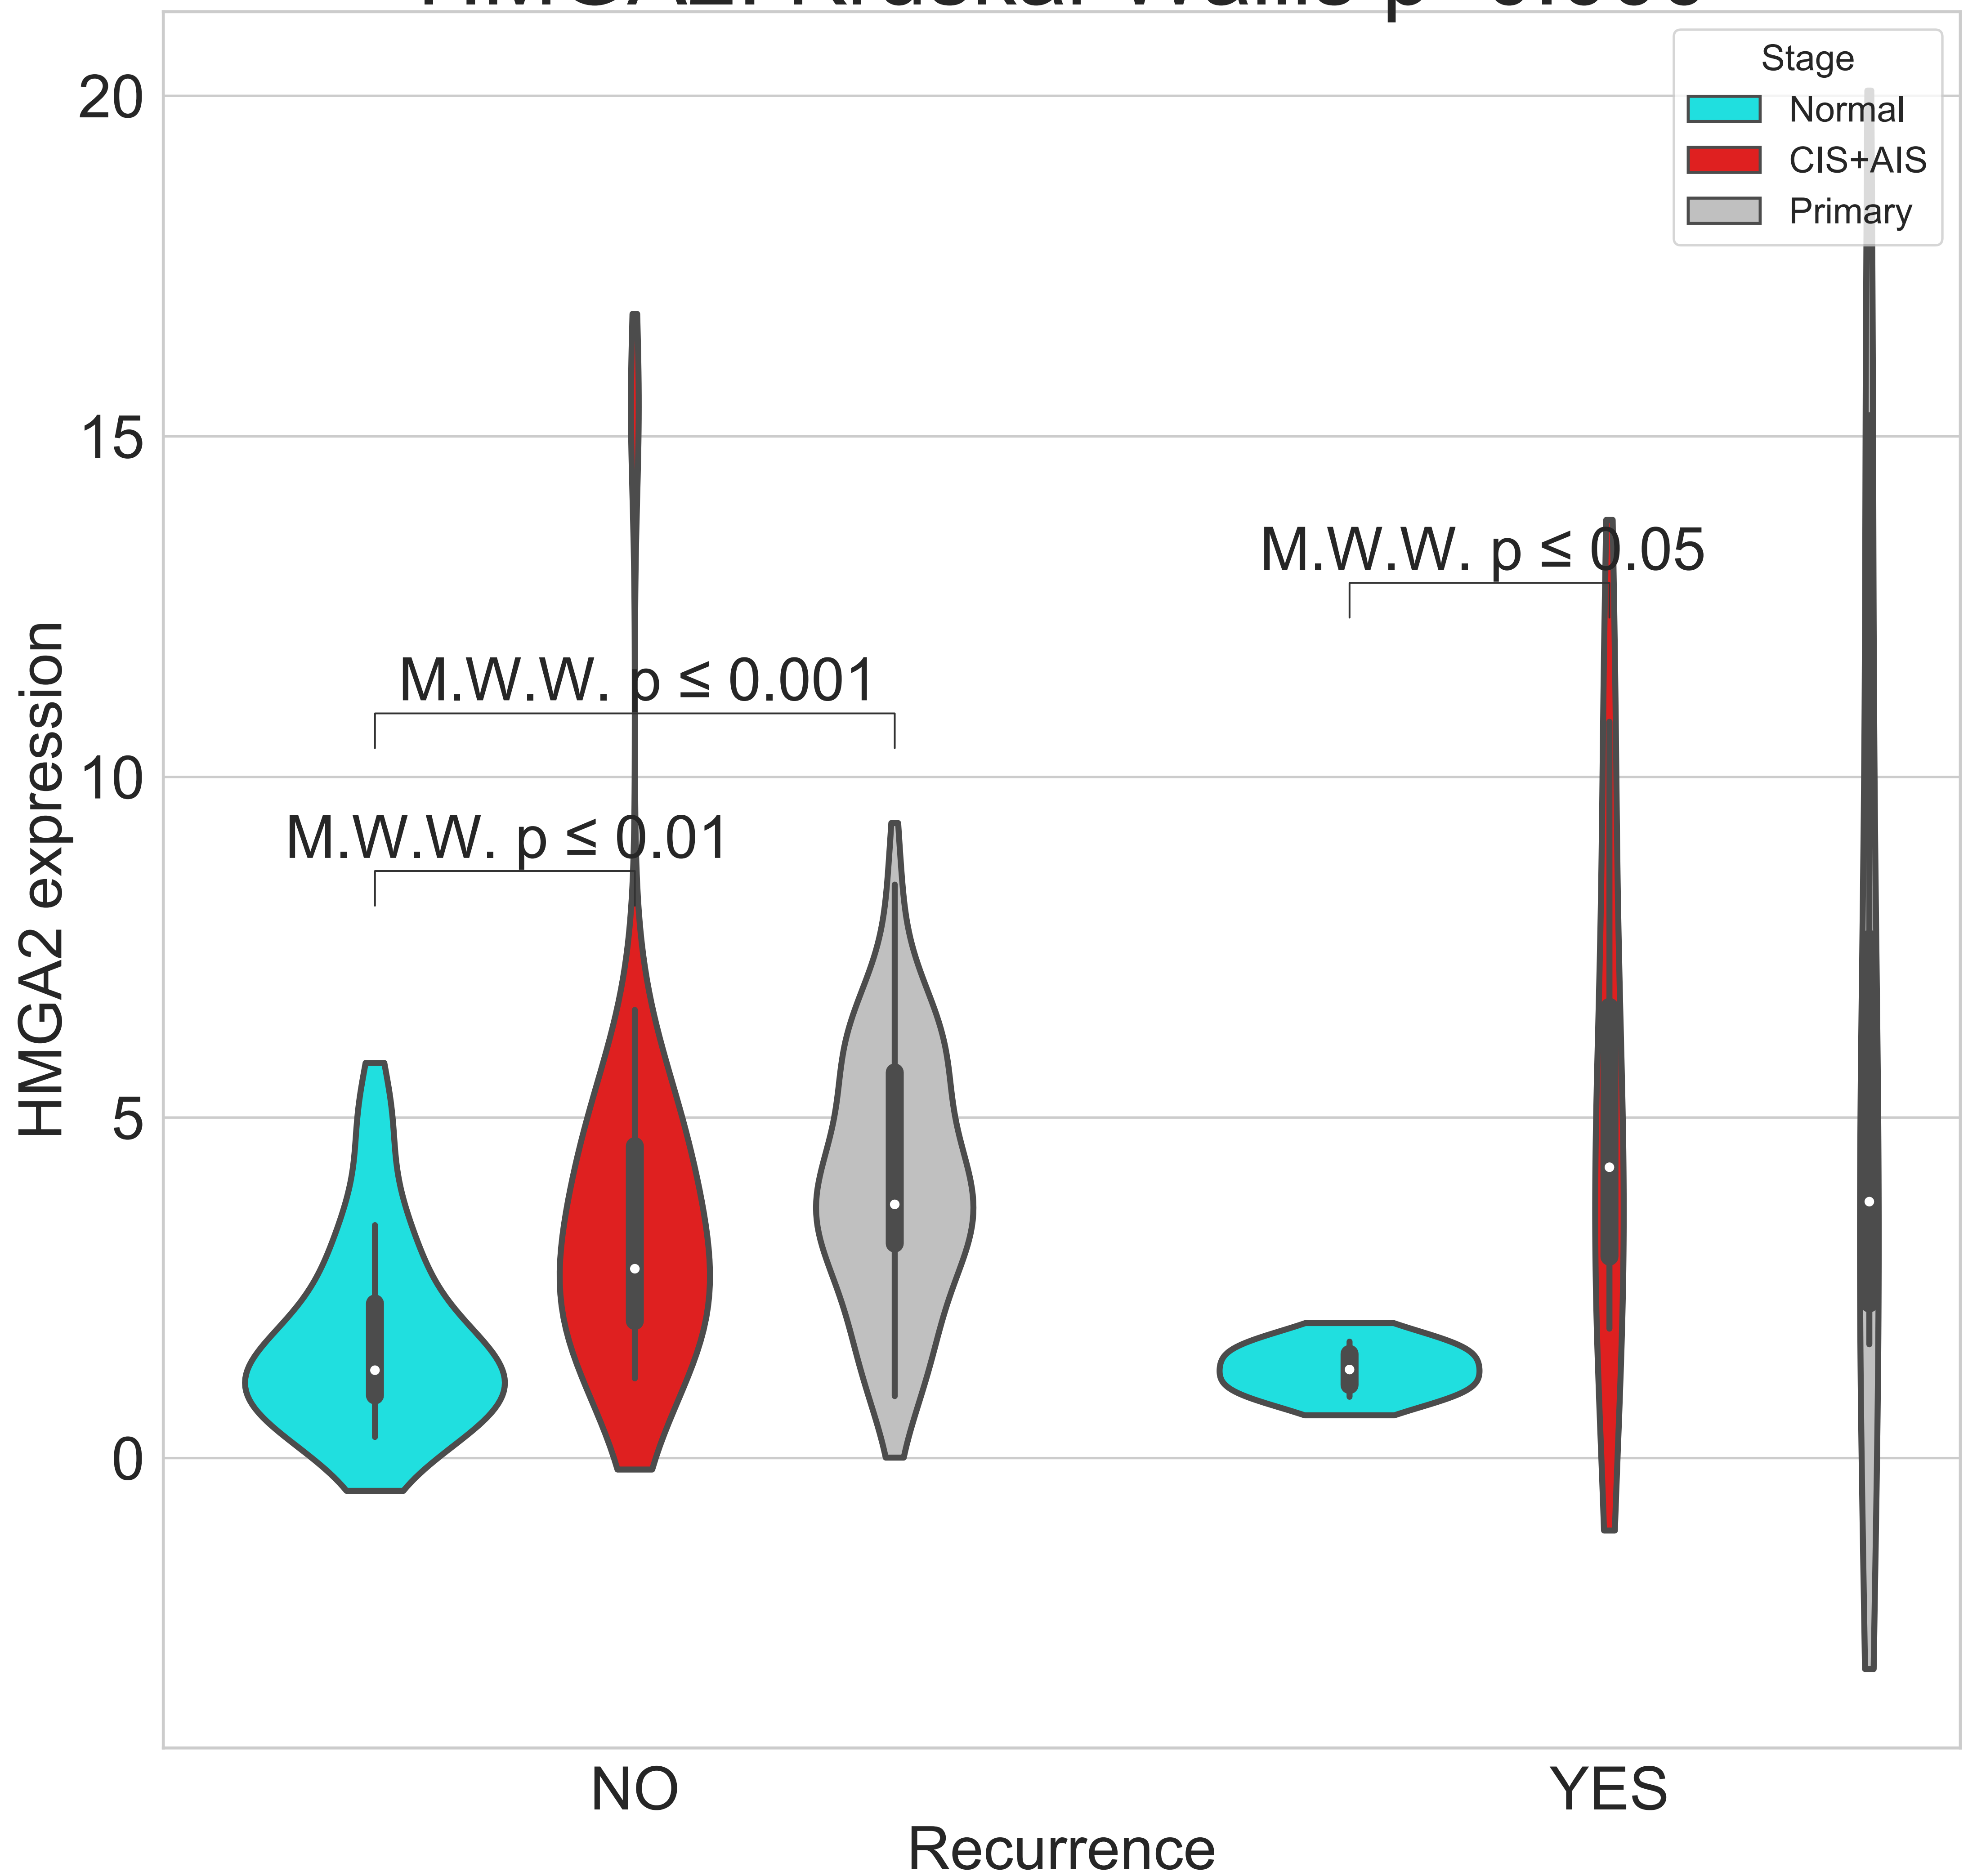 Stage
Normal
CIS+AIS
Primary
20
15
10
5
0
HMGA2 expression
M.W.W. p ≤ 0.05
M.W.W. p ≤ 0.001
M.W.W. p ≤ 0.01
NO
YES
Recurrence